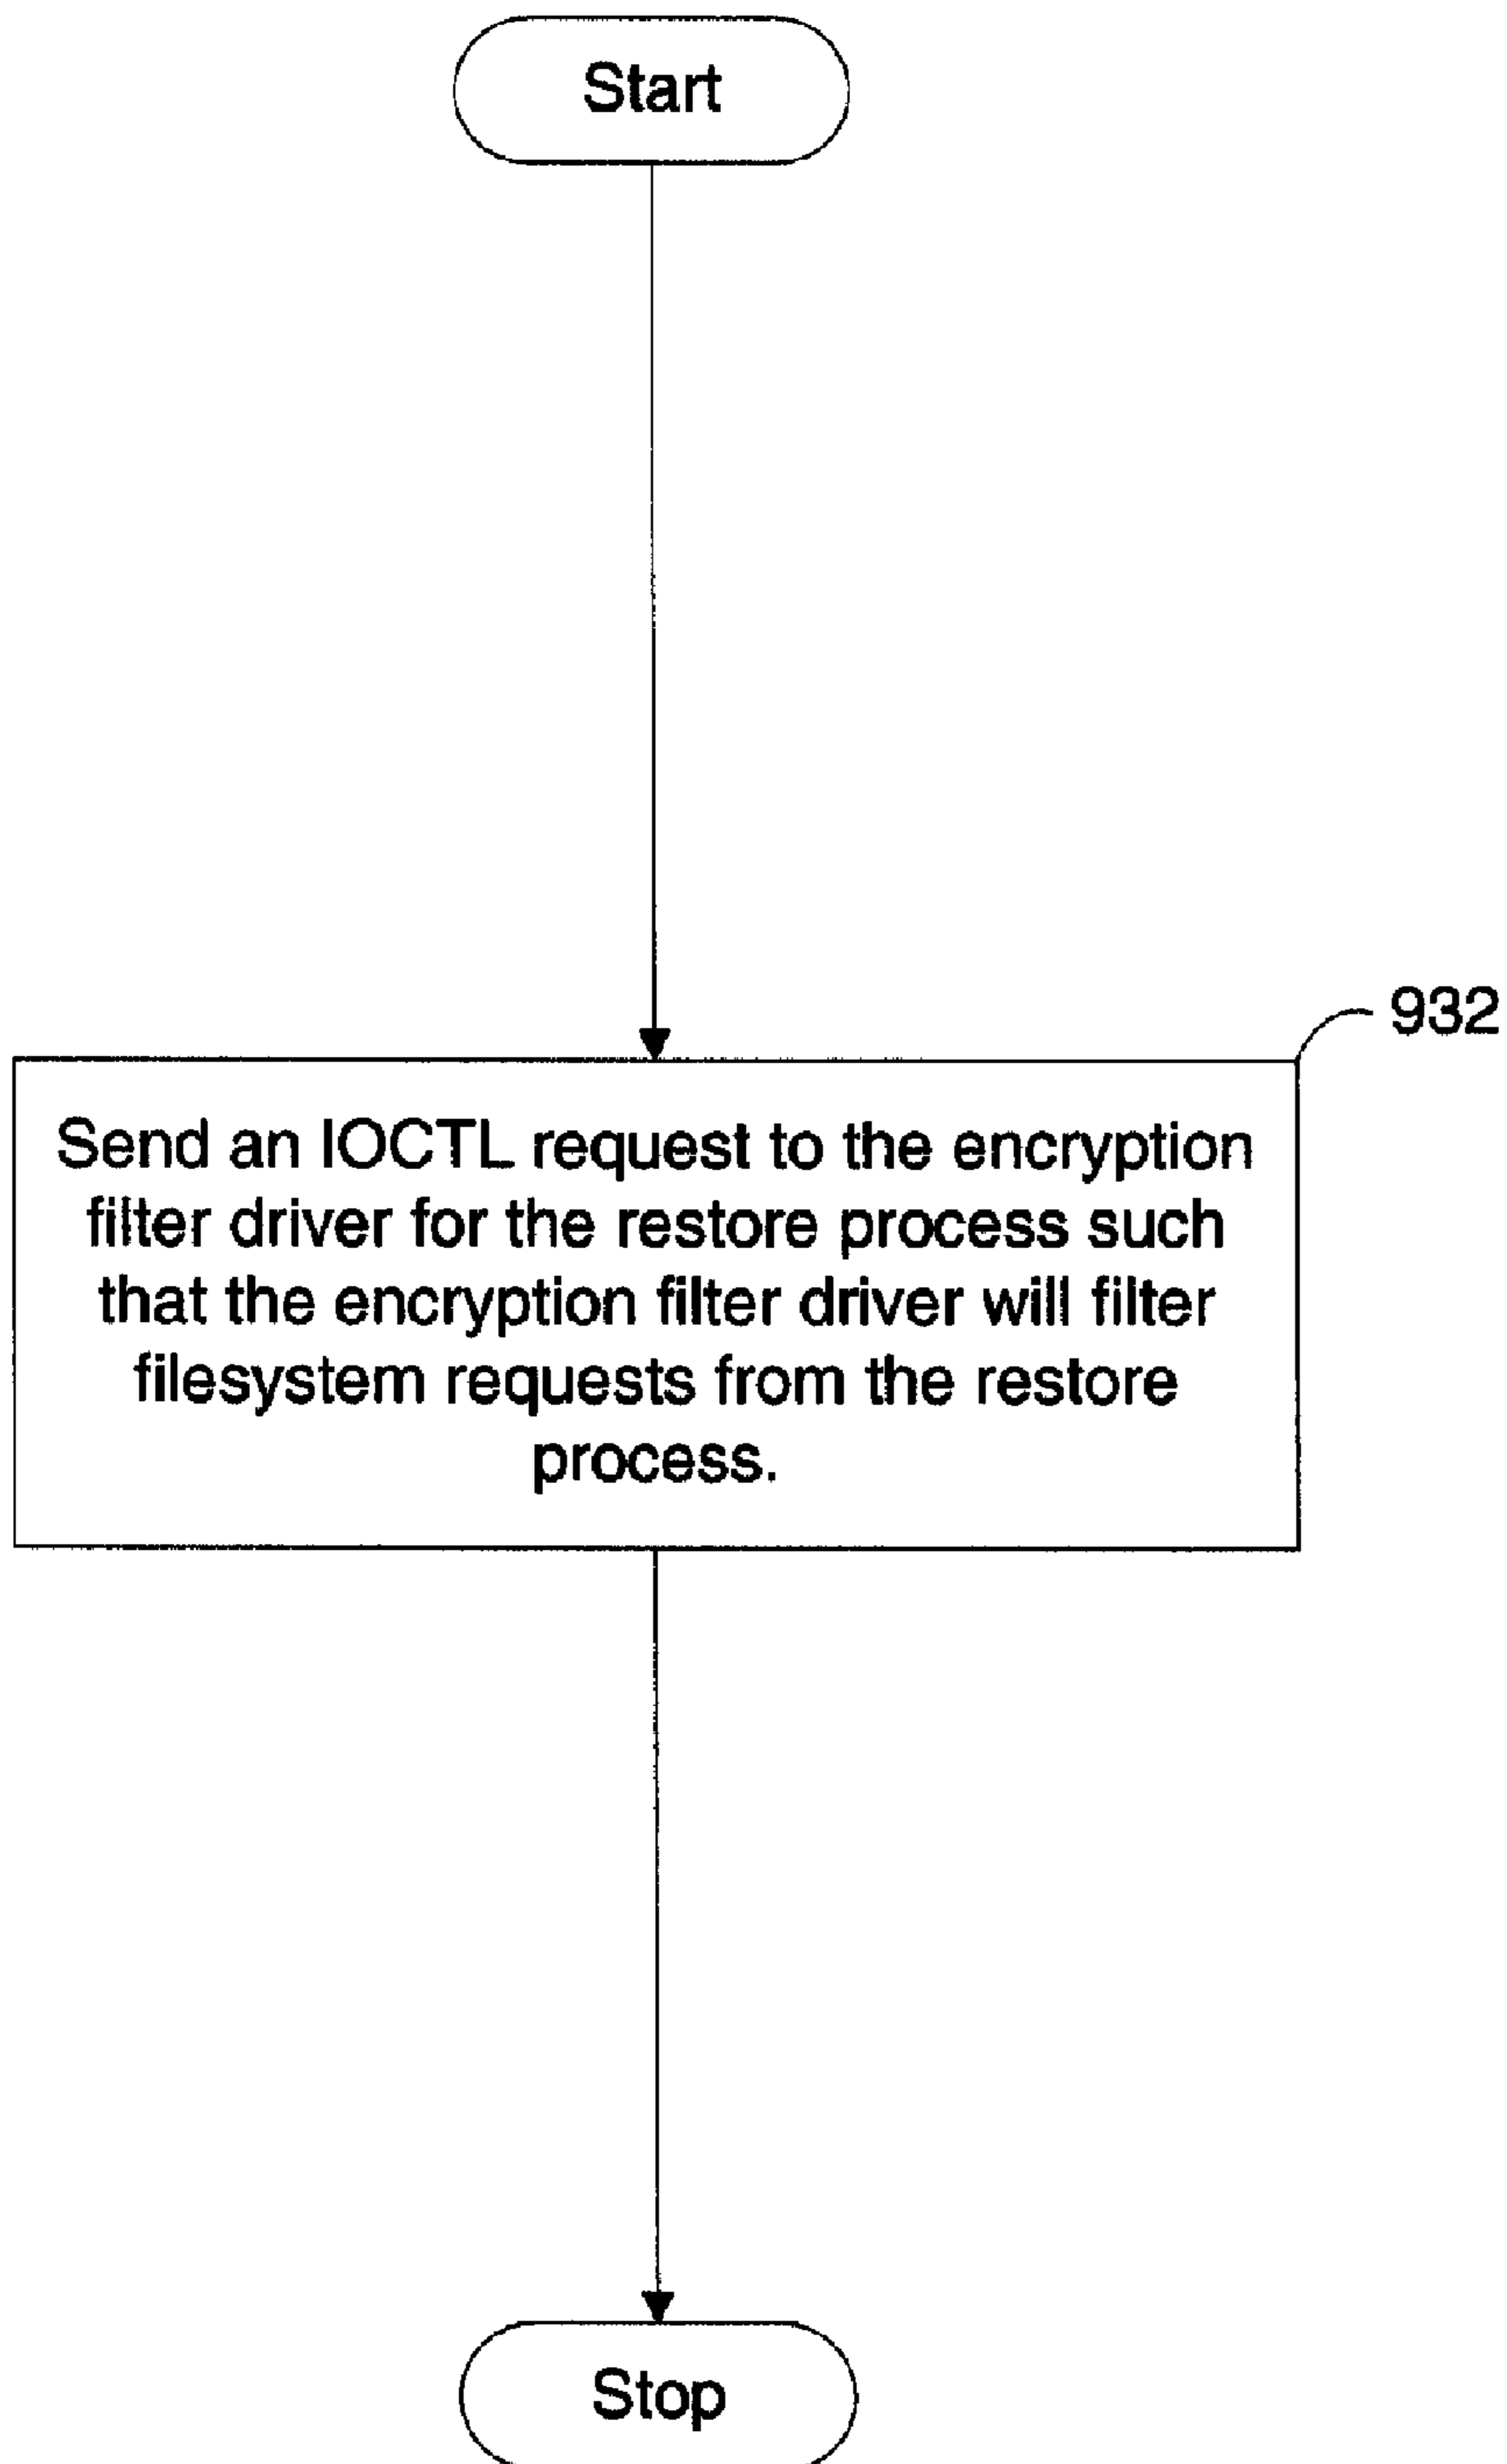 Start
932
Send an IOCTL request to the encryption
filter driver for the restore process such
that the encryption filter driver will filter
filesystem requests from the restore
process.
Stop